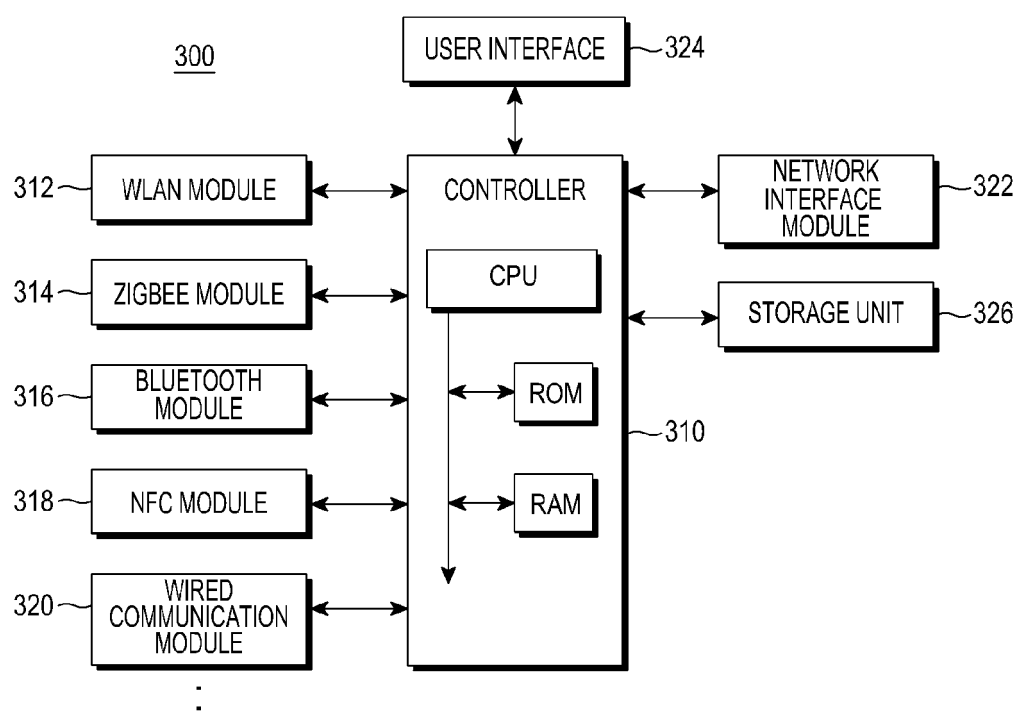 300
USER INTERFACE
324
312
WLAN MODULE
CONTROLLER
NETWORK
INTERFACE
MODULE
322
314
ZIGBEE MODULE
CPU
STORAGE UNIT
326
316
BLUETOOTH
MODULE
ROM
310
318
NFC MODULE
RAM
320
WIRED
COMMUNICATION
MODULE